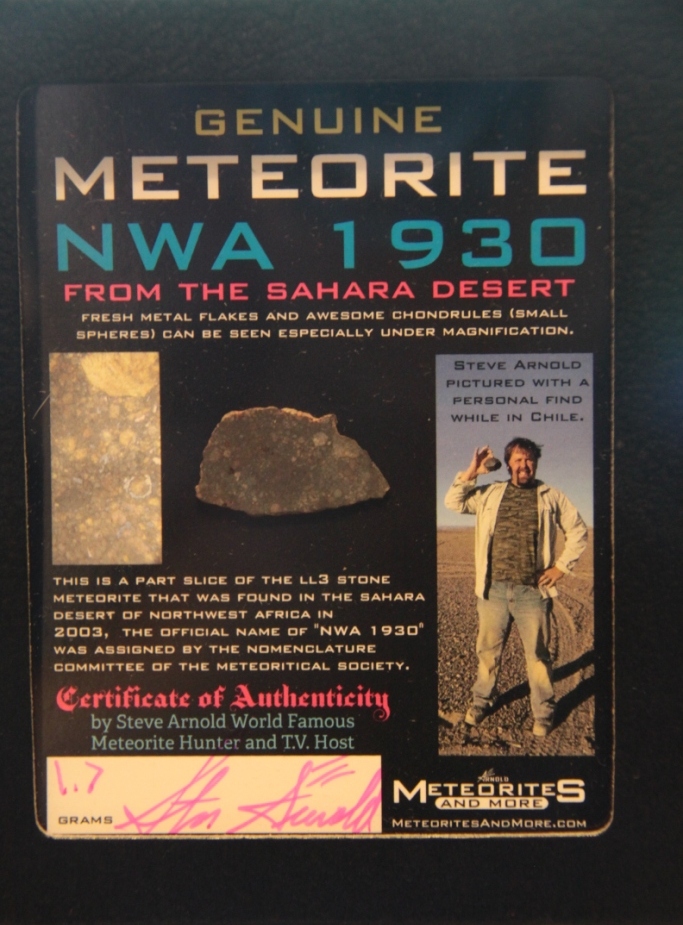 GENUINE
METEORITE
NWA 1930
FROM THE SAHARA DESERT
FRESH METAL FLAKES AND AWESOME CHONDRULES (SMALL
SPHERES) CAN BE SEEN ESPECIALLY UNDER MAGNIFICATION.
STEVE ARNOLD
PICTURED WITH A
PERSONAL FIND
WHILE IN CHILE.
THIS IS A PART SLICE OF THE LL3 STONE
METEORITE THAT WAS FOUND IN THE SAHARA
DESERT OF NORTHWEST AFRICA IN
2003, THE OFFICIAL NAME OF "NWA 1930"
WAS ASSIGNED BY THE NOMENCLATURE
COMMITTEE OF THE METEORITICAL SOCIETY.
Certificate of Authenticity
by Steve Arnold World Famous
Meteorite Hunter and T.V. Host
1.7
GRAMS
Steve Arnold
ARNOLD
METEORITES
AND MORE
METEORITESANDMORE.COM